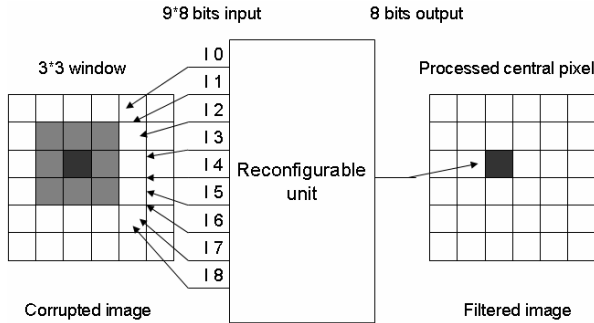 9*8 bits input
8 bits output
3*3 window
Processed central pixel
I 0
I 1
I 2
I 3
I 4
I 5
I 6
I 7
I 8
Reconfigurable
unit
Corrupted image
Filtered image